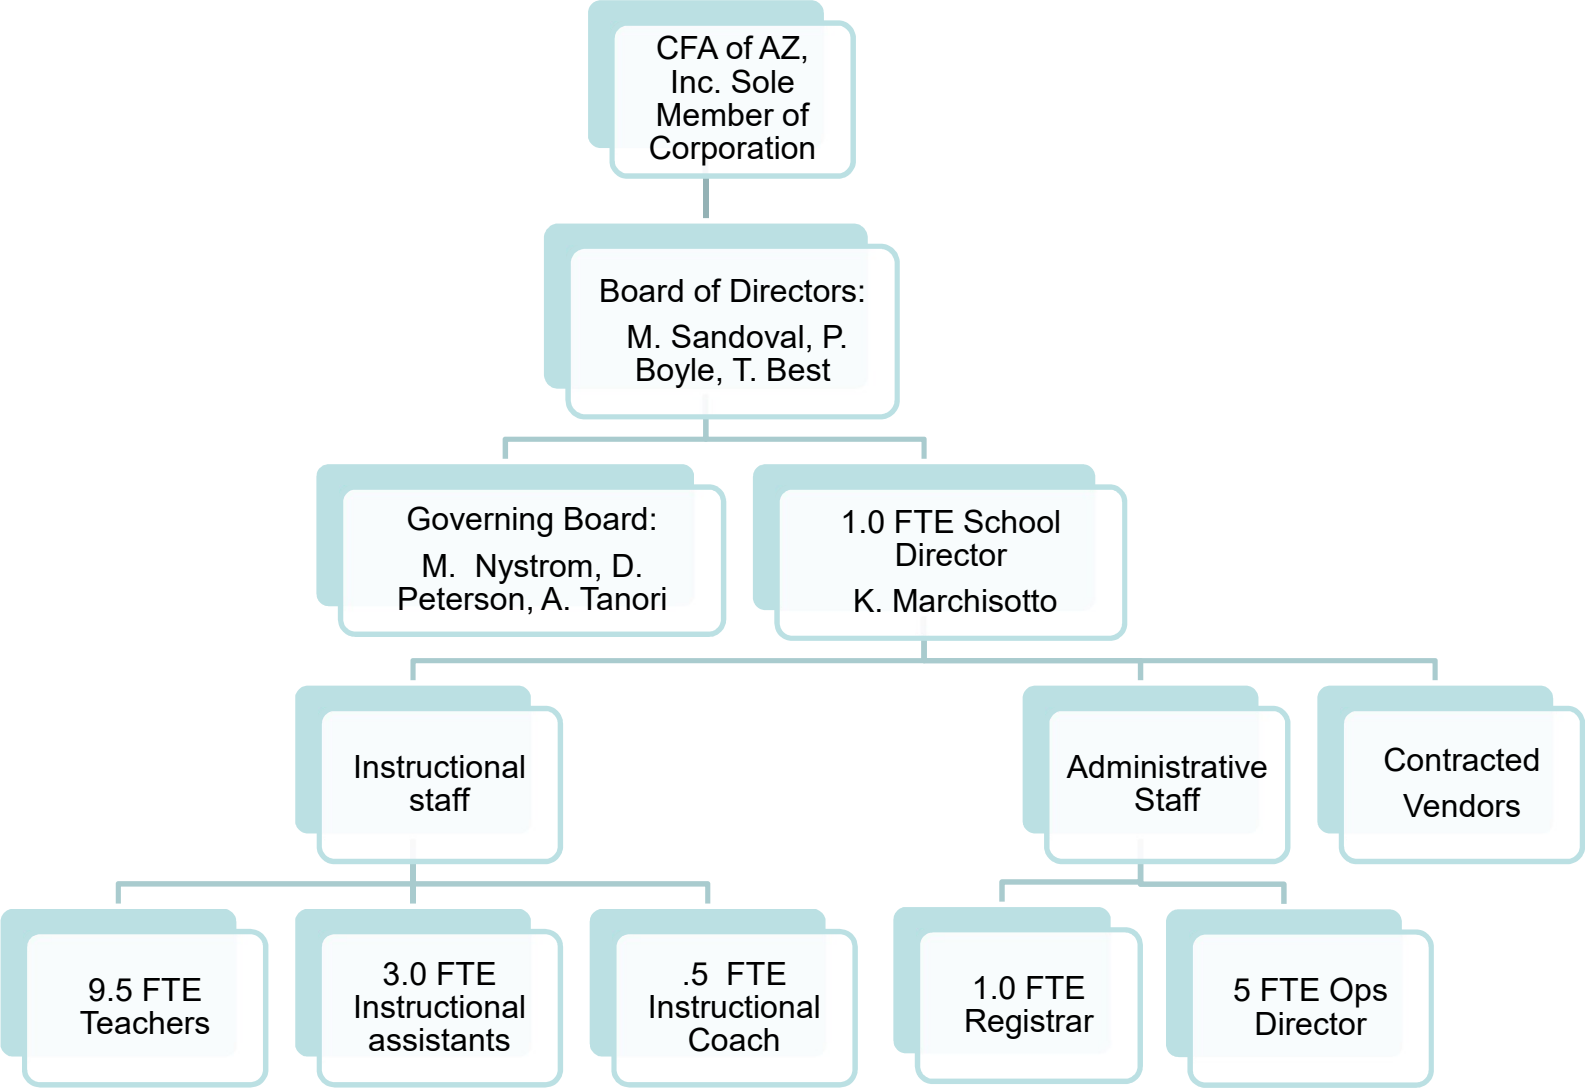 CFA of AZ,
Inc. Sole
Member of
Corporation
Board of Directors:
M. Sandoval, P.
Boyle, T. Best
Governing Board:
M.  Nystrom, D.
Peterson, A. Tanori
1.0 FTE School
Director
K. Marchisotto
Instructional
staff
Administrative
Staff
Contracted
Vendors
9.5 FTE
Teachers
3.0 FTE
Instructional
assistants
.5  FTE
Instructional
Coach
1.0 FTE
Registrar
5 FTE Ops
Director